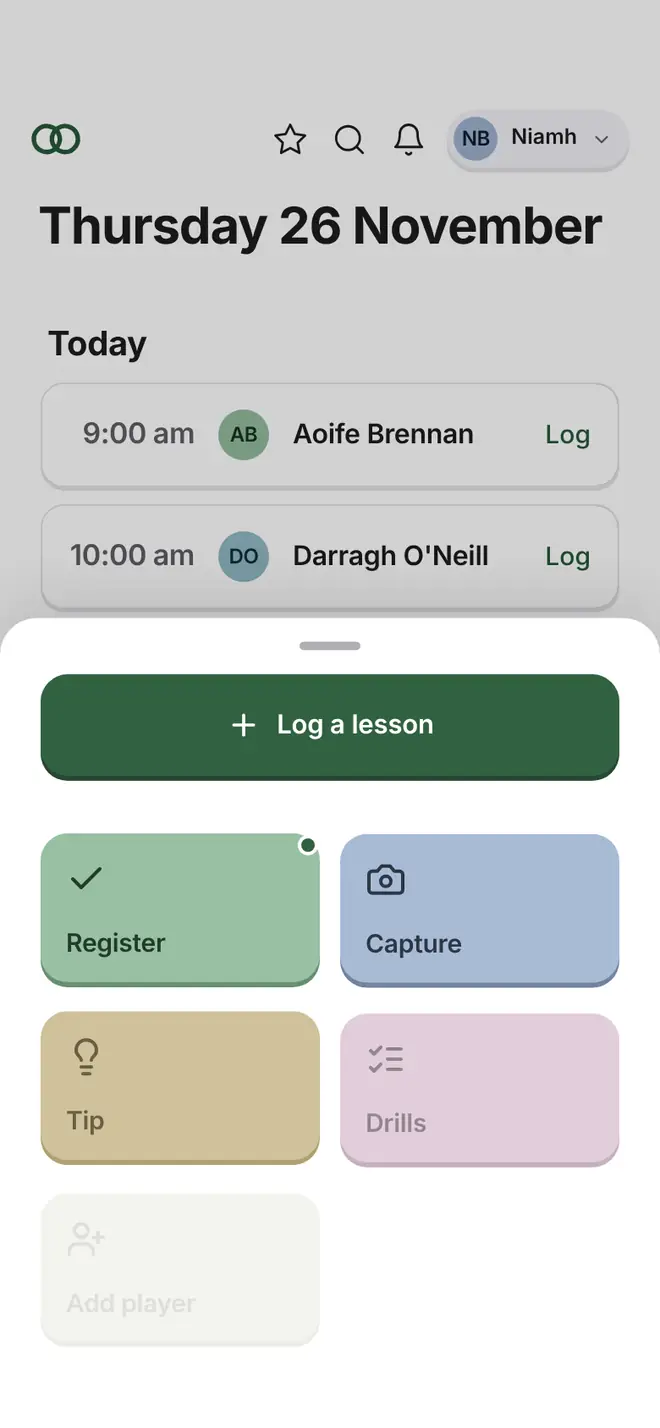 NB Niamh
Thursday 26 November
Today
9:00 am AB Aoife Brennan Log
10:00 am DO Darragh O'Neill Log
Log a lesson
Register
Capture
Tip
Drills
Add player